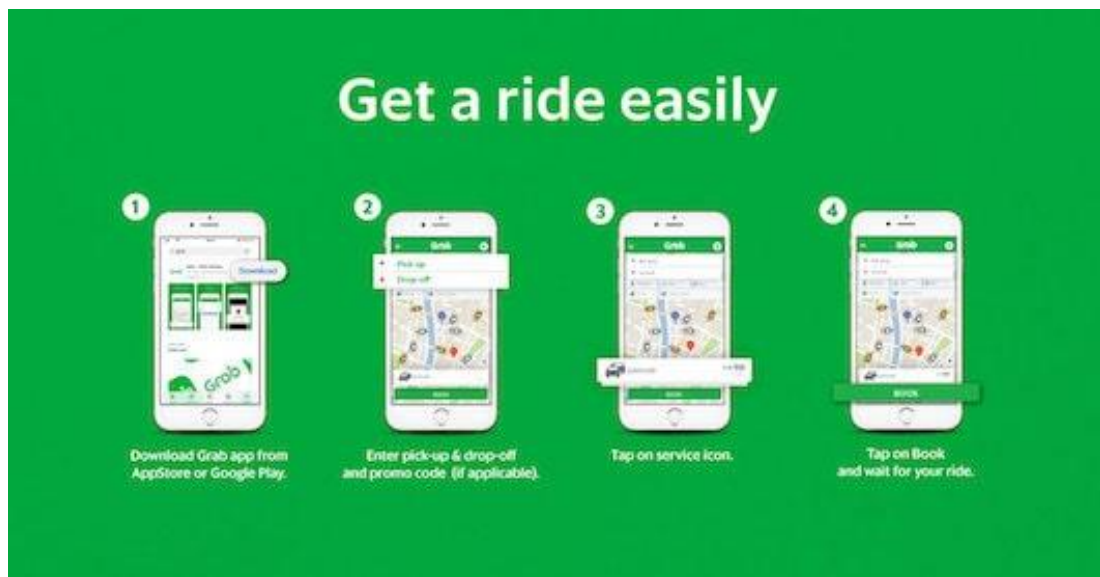 Get a ride easily
1
2
3
4
Download
Grab
Grab
Pick-up
Drop-off
BOOK
Grab
BOOK
Grab
BOOK
Download Grab app from
AppStore or Google Play.
Enter pick-up & drop-off
and promo code (if applicable).
Tap on service icon.
Tap on Book
and wait for your ride.